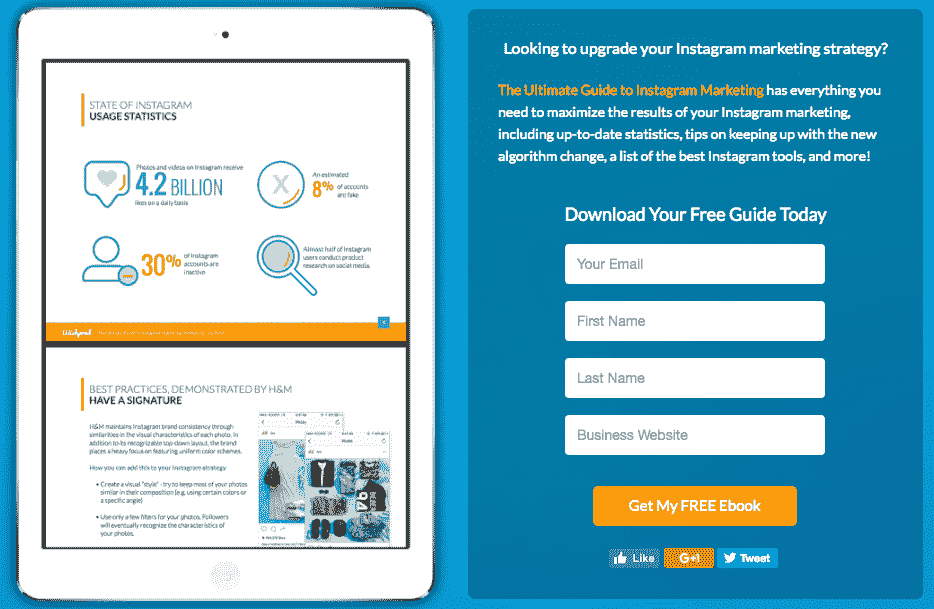 STATE OF INSTAGRAM
USAGE STATISTICS
Photos and videos on Instagram receive
4.2 BILLION
likes on a daily basis
X
An estimated
8% of accounts
are fake
30% of Instagram
accounts are
inactive
Almost half of Instagram
users conduct product
research on social media.
BEST PRACTICES, DEMONSTRATED BY H&M
HAVE A SIGNATURE
H&M maintains Instagram brand consistency through
similarities in the visual characteristics of each photo. In
addition to its recognizable top-down layout, the brand
places a heavy focus on featuring uniform color schemes.
How you can add this to your Instagram strategy:
• Create a visual "style" - try to keep most of your photos
similar in their composition (e.g. using certain colors or
a specific angle)
• Use only a few filters for your photos. Followers
will eventually recognize the characteristics of
your photos.
Photo
Photo
Looking to upgrade your Instagram marketing strategy?
The Ultimate Guide to Instagram Marketing has everything you
need to maximize the results of your Instagram marketing,
including up-to-date statistics, tips on keeping up with the new
algorithm change, a list of the best Instagram tools, and more!
Download Your Free Guide Today
Your Email
First Name
Last Name
Business Website
Get My FREE Ebook
Like
G+1
Tweet